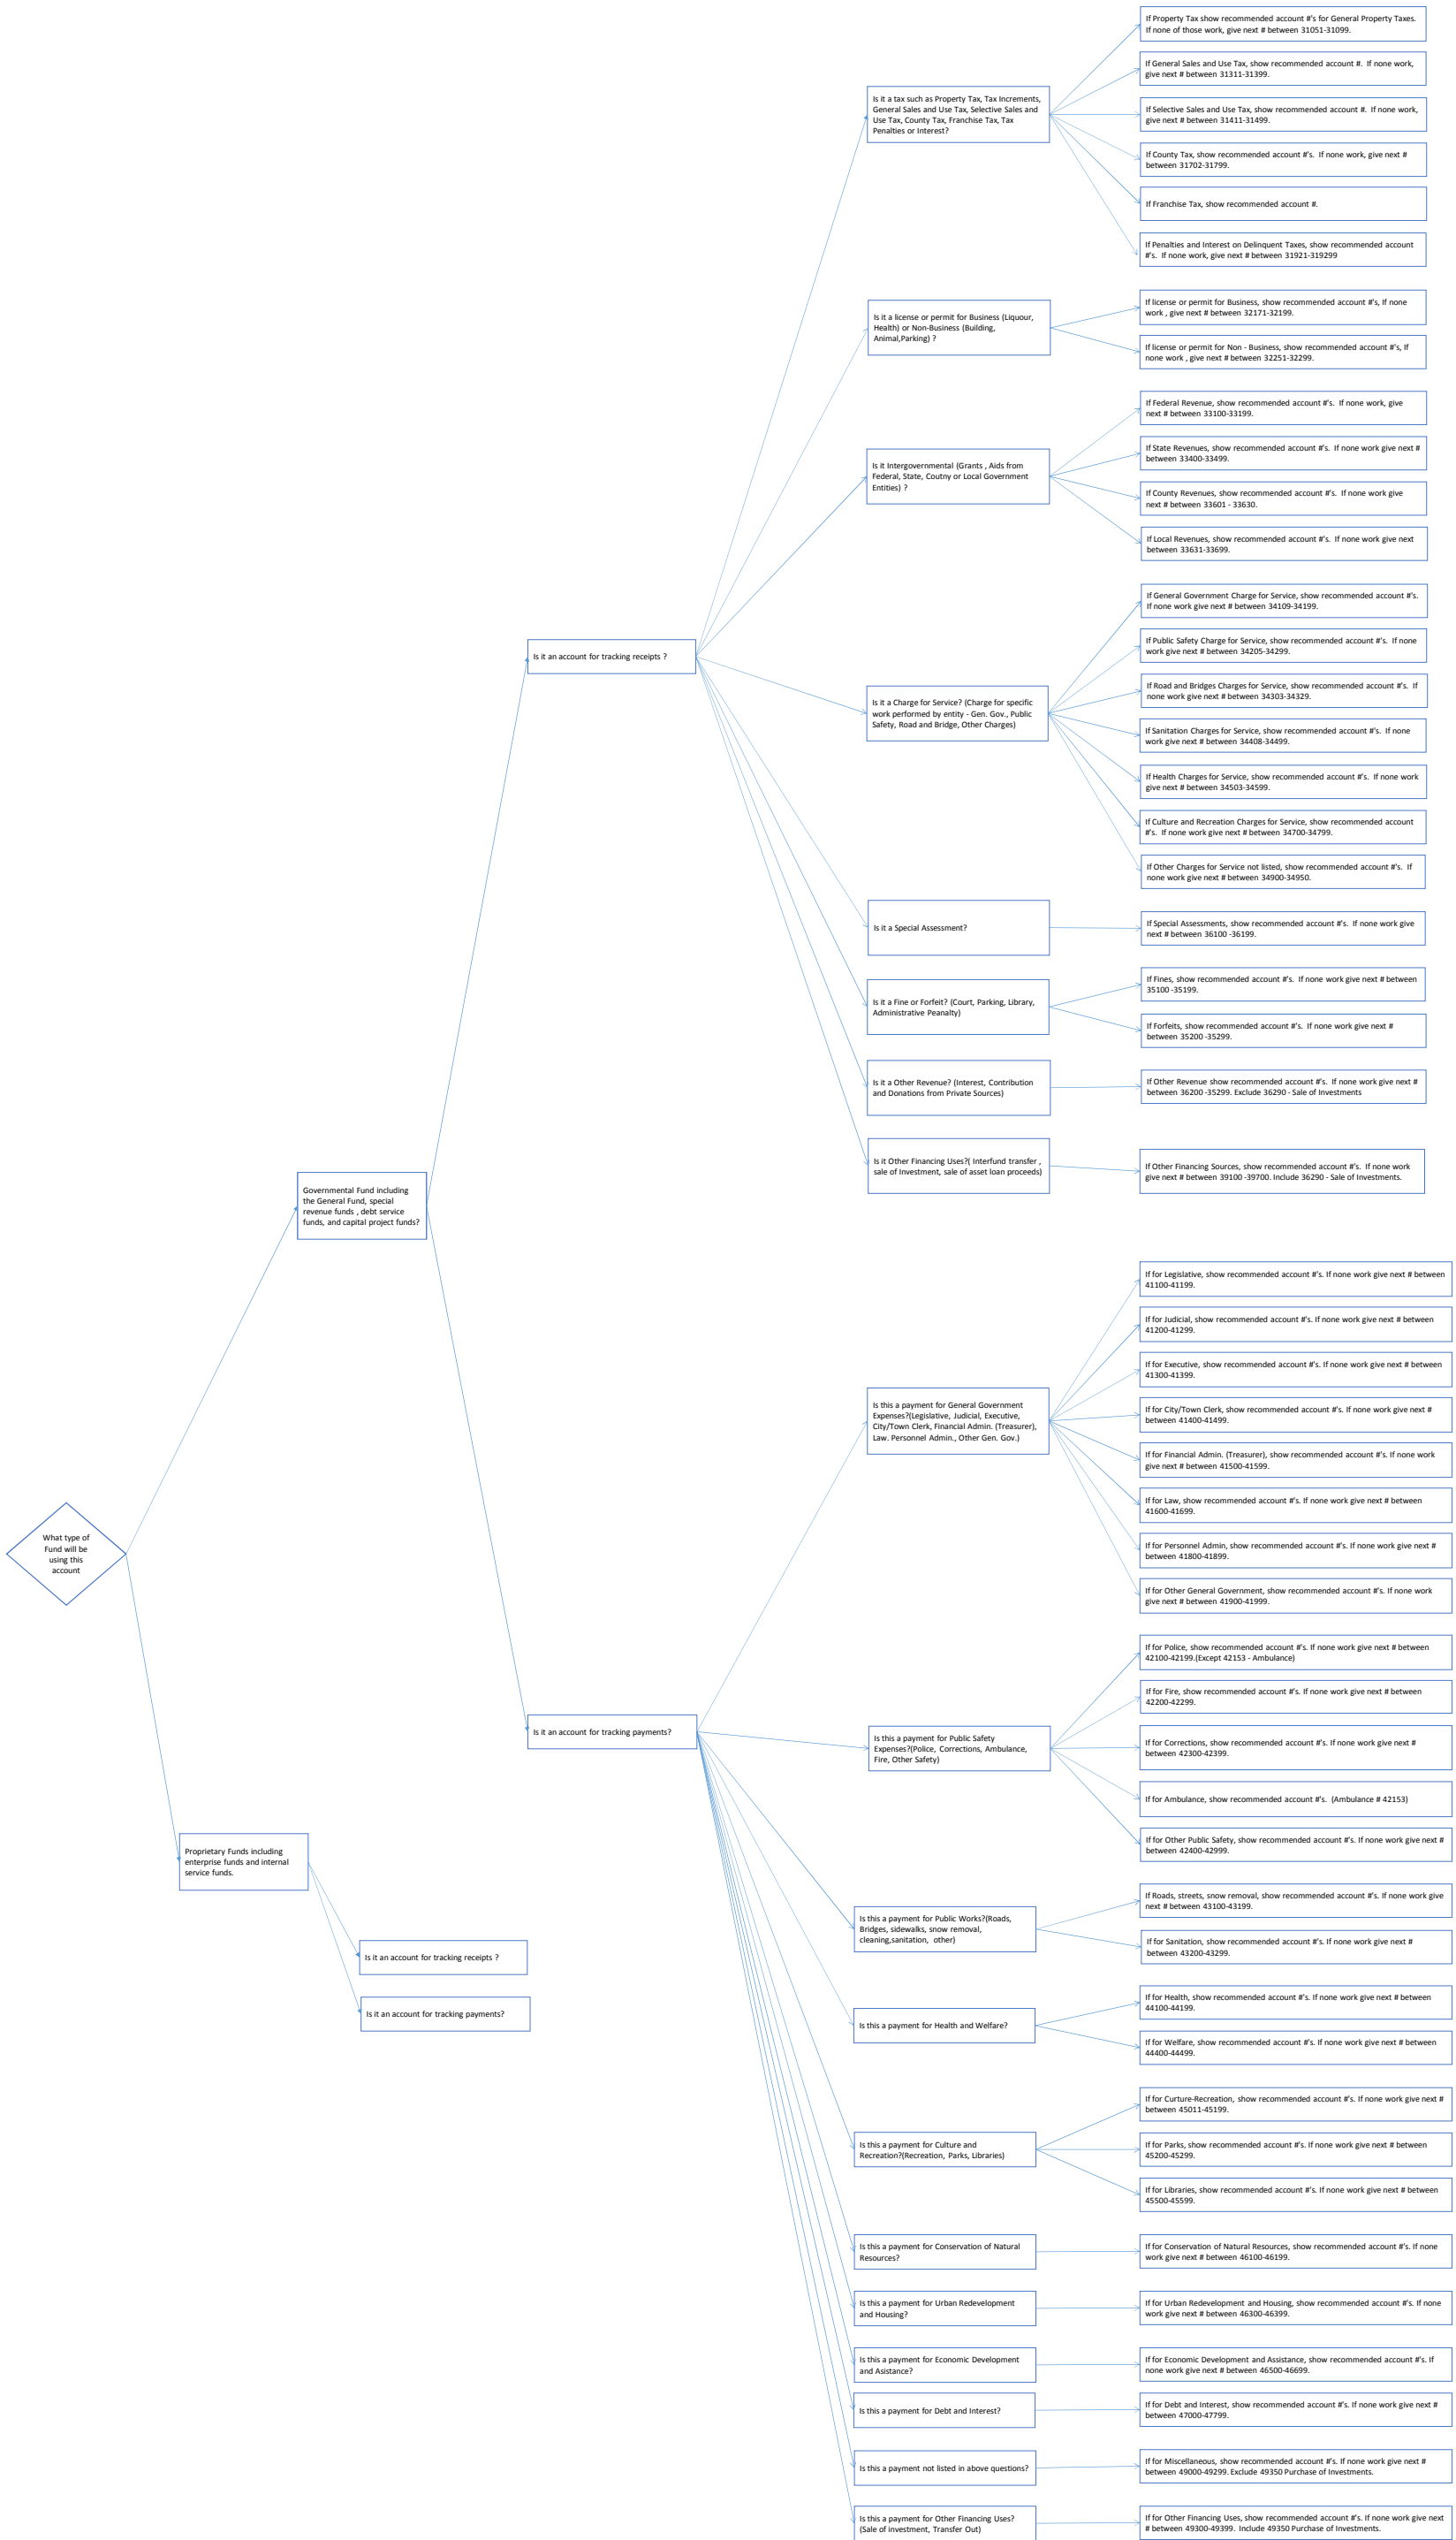 What type of
Fund will be
using this
account
Governmental Fund including
the General Fund, special
revenue funds , debt service
funds, and capital project funds?
Proprietary Funds including
enterprise funds and internal
service funds.
Is it an account for tracking receipts ?
Is it an account for tracking payments?
Is it an account for tracking receipts ?
Is it a tax such as Property Tax, Tax Increments,
General Sales and Use Tax, Selective Sales and
Use Tax, County Tax, Franchise Tax, Tax
Penalties or Interest?
If Property Tax show recommended account #'s for General Property Taxes.
If none of those work, give next # between 31051-31099.
If General Sales and Use Tax, show recommended account #.  If none work,
give next # between 31311-31399.
If Selective Sales and Use Tax, show recommended account #.  If none work,
give next # between 31411-31499.
If County Tax, show recommended account #'s.  If none work, give next #
between 31702-31799.
If Franchise Tax, show recommended account #.
If Penalties and Interest on Delinquent Taxes, show recommended account
#'s.  If none work, give next # between 31921-319299
Is it a license or permit for Business (Liquour,
Health) or Non-Business (Building,
Animal,Parking) ?
If license or permit for Business, show recommended account #'s, If none
work , give next # between 32171-32199.
If license or permit for Non - Business, show recommended account #'s, If
none work , give next # between 32251-32299.
Is it Intergovernmental (Grants , Aids from
Federal, State, Coutny or Local Government
Entities) ?
If Federal Revenue, show recommended account #'s.  If none work, give
next # between 33100-33199.
If State Revenues, show recommended account #'s.  If none work give next #
between 33400-33499.
If County Revenues, show recommended account #'s.  If none work give
next # between 33601 - 33630.
If Local Revenues, show recommended account #'s.  If none work give next
between 33631-33699.
Is it a Charge for Service? (Charge for specific
work performed by entity - Gen. Gov., Public
Safety, Road and Bridge, Other Charges)
If General Government Charge for Service, show recommended account #'s.
If none work give next # between 34109-34199.
If Public Safety Charge for Service, show recommended account #'s.  If none
work give next # between 34205-34299.
If Road and Bridges Charges for Service, show recommended account #'s.  If
none work give next # between 34303-34329.
If Sanitation Charges for Service, show recommended account #'s.  If none
work give next # between 34408-34499.
If Health Charges for Service, show recommended account #'s.  If none work
give next # between 34503-34599.
If Culture and Recreation Charges for Service, show recommended account
#'s.  If none work give next # between 34700-34799.
If Other Charges for Service not listed, show recommended account #'s.  If
none work give next # between 34900-34950.
Is it a Special Assessment?
If Special Assessments, show recommended account #'s.  If none work give
next # between 36100 -36199.
Is it a Fine or Forfeit? (Court, Parking, Library,
Administrative Peanalty)
If Fines, show recommended account #'s.  If none work give next # between
35100 -35199.
If Forfeits, show recommended account #'s.  If none work give next #
between 35200 -35299.
Is it a Other Revenue? (Interest, Contribution
and Donations from Private Sources)
If Other Revenue show recommended account #'s.  If none work give next #
between 36200 -35299. Exclude 36290 - Sale of Investments
Is it Other Financing Uses?( Interfund transfer ,
sale of Investment, sale of asset loan proceeds)
If Other Financing Sources, show recommended account #'s.  If none work
give next # between 39100 -39700. Include 36290 - Sale of Investments.
Is it an account for tracking payments?
Is this a payment for General Government
Expenses?(Legislative, Judicial, Executive,
City/Town Clerk, Financial Admin. (Treasurer),
Law. Personnel Admin., Other Gen. Gov.)
If for Legislative, show recommended account #'s. If none work give next # between
41100-41199.
If for Judicial, show recommended account #'s. If none work give next # between
41200-41299.
If for Executive, show recommended account #'s. If none work give next # between
41300-41399.
If for City/Town Clerk, show recommended account #'s. If none work give next #
between 41400-41499.
If for Financial Admin. (Treasurer), show recommended account #'s. If none work
give next # between 41500-41599.
If for Law, show recommended account #'s. If none work give next # between
41600-41699.
If for Personnel Admin, show recommended account #'s. If none work give next #
between 41800-41899.
If for Other General Government, show recommended account #'s. If none work
give next # between 41900-41999.
Is this a payment for Public Safety
Expenses?(Police, Corrections, Ambulance,
Fire, Other Safety)
If for Police, show recommended account #'s. If none work give next # between
42100-42199.(Except 42153 - Ambulance)
If for Fire, show recommended account #'s. If none work give next # between
42200-42299.
If for Corrections, show recommended account #'s. If none work give next #
between 42300-42399.
If for Ambulance, show recommended account #'s.  (Ambulance # 42153)
If for Other Public Safety, show recommended account #'s. If none work give next #
between 42400-42999.
Is this a payment for Public Works?(Roads,
Bridges, sidewalks, snow removal,
cleaning,sanitation,  other)
If Roads, streets, snow removal, show recommended account #'s. If none work give
next # between 43100-43199.
If for Sanitation, show recommended account #'s. If none work give next #
between 43200-43299.
Is this a payment for Health and Welfare?
If for Health, show recommended account #'s. If none work give next # between
44100-44199.
If for Welfare, show recommended account #'s. If none work give next # between
44400-44499.
Is this a payment for Culture and
Recreation?(Recreation, Parks, Libraries)
If for Curture-Recreation, show recommended account #'s. If none work give next #
between 45011-45199.
If for Parks, show recommended account #'s. If none work give next # between
45200-45299.
If for Libraries, show recommended account #'s. If none work give next # between
45500-45599.
Is this a payment for Conservation of Natural
Resources?
If for Conservation of Natural Resources, show recommended account #'s. If none
work give next # between 46100-46199.
Is this a payment for Urban Redevelopment
and Housing?
If for Urban Redevelopment and Housing, show recommended account #'s. If none
work give next # between 46300-46399.
Is this a payment for Economic Development
and Asistance?
If for Economic Development and Assistance, show recommended account #'s. If
none work give next # between 46500-46699.
Is this a payment for Debt and Interest?
If for Debt and Interest, show recommended account #'s. If none work give next #
between 47000-47799.
Is this a payment not listed in above questions?
If for Miscellaneous, show recommended account #'s. If none work give next #
between 49000-49299. Exclude 49350 Purchase of Investments.
Is this a payment for Other Financing Uses?
(Sale of investment, Transfer Out)
If for Other Financing Uses, show recommended account #'s. If none work give next
# between 49300-49399.  Include 49350 Purchase of Investments.